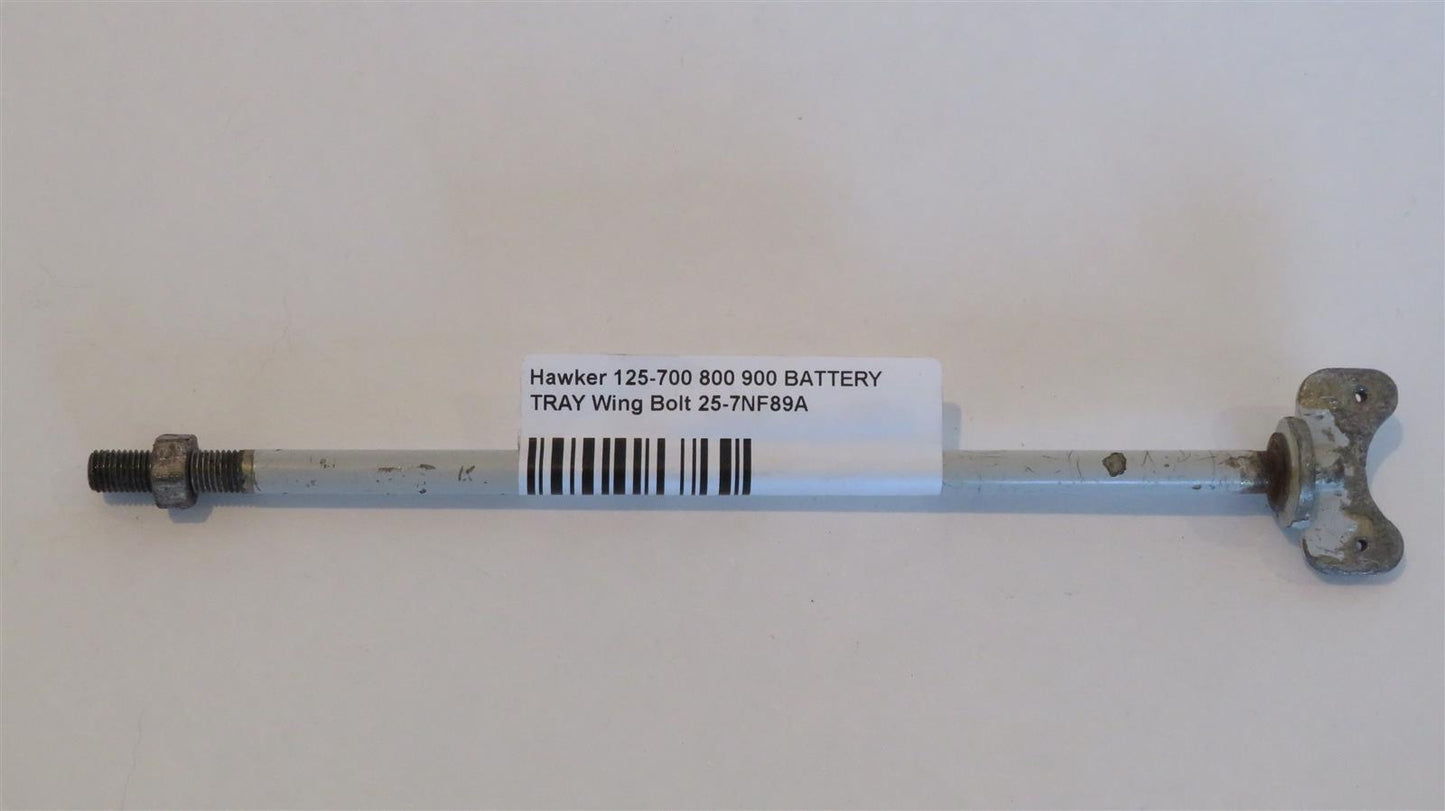 Hawker 125-700 800 900 BATTERY
TRAY Wing Bolt 25-7NF89A